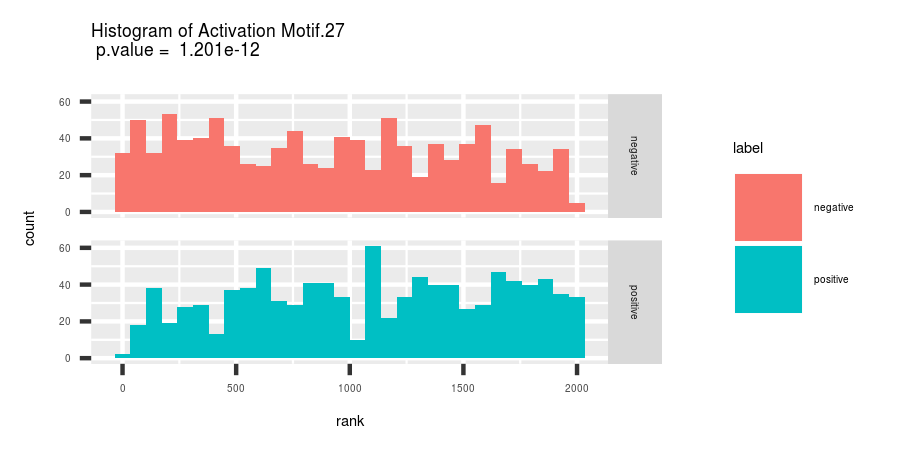 Histogram of Activation Motif.27
p.value = 1.201e-12
count
60
40
20
0
negative
60
40
20
0
positive
0 500 1000 1500 2000
rank
label
negative
positive